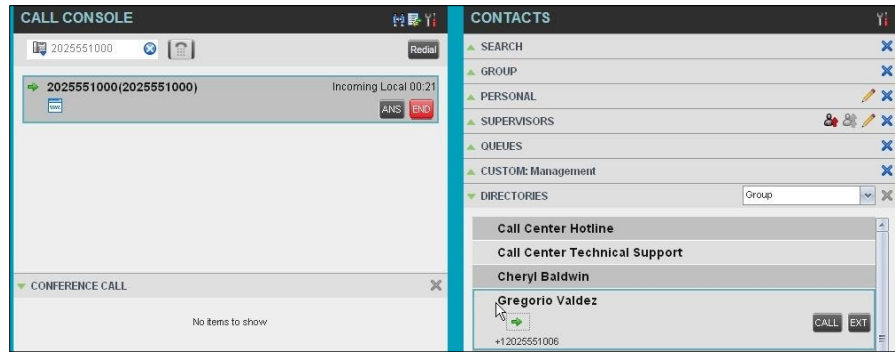 CALL CONSOLE
2025551000
Redial
2025551000(2025551000) Incoming Local 00:21
www.
ANS END
CONFERENCE CALL
No items to show
CONTACTS
SEARCH
GROUP
PERSONAL
SUPERVISORS
QUEUES
CUSTOM: Management
DIRECTORIES Group
Call Center Hotline
Call Center Technical Support
Cheryl Baldwin
Gregorio Valdez
CALL EXT
+12025551006